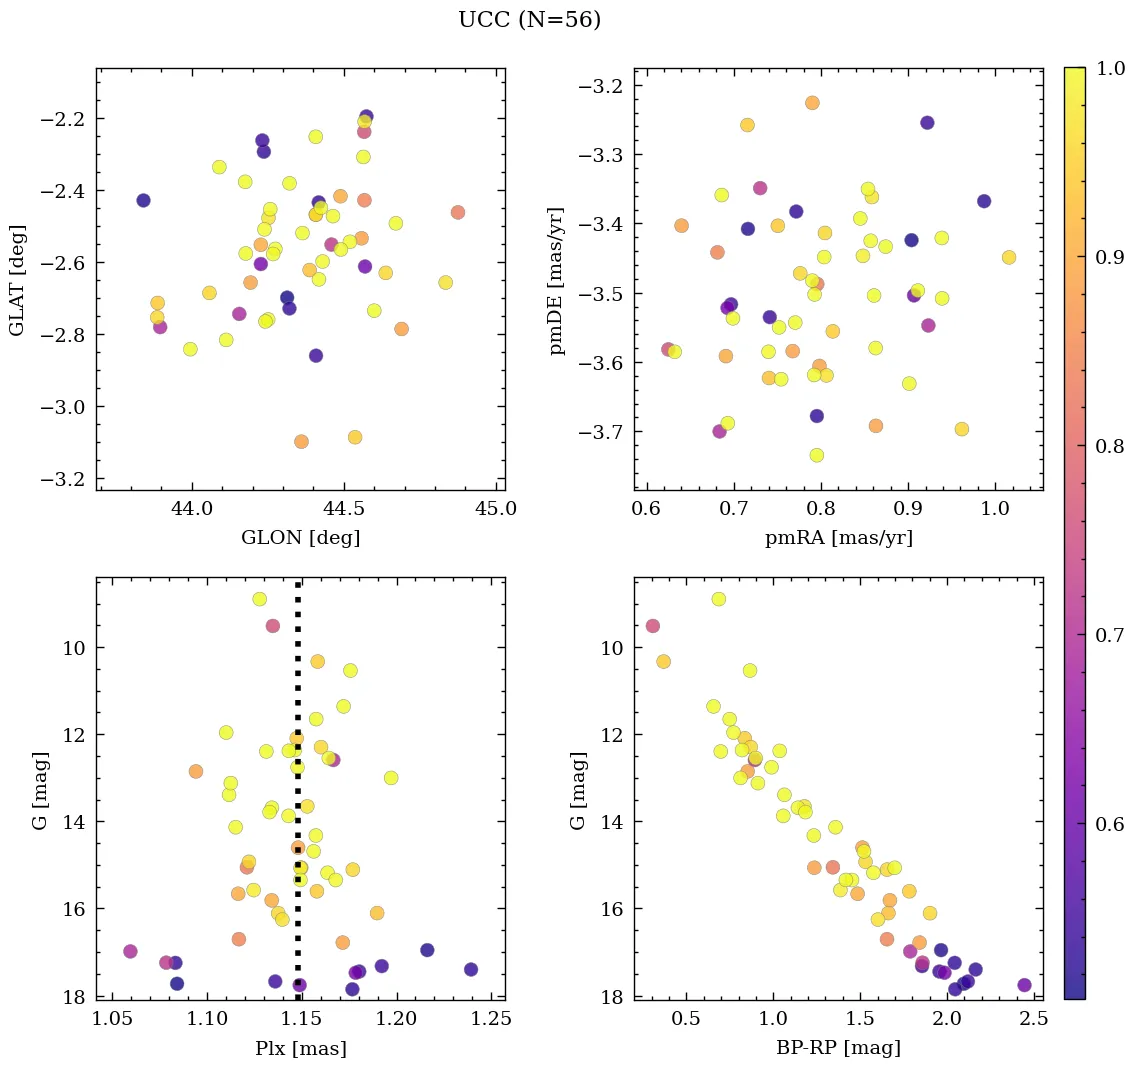 UCC (N=56)
−2.2
−2.4
−2.6
−2.8
−3.0
−3.2
GLAT [deg]
44.0 44.5 45.0
GLON [deg]
−3.2
−3.3
−3.4
−3.5
−3.6
−3.7
pmDE [mas/yr]
0.6 0.7 0.8 0.9 1.0
pmRA [mas/yr]
10
12
14
16
18
G [mag]
1.05 1.10 1.15 1.20 1.25
Plx [mas]
10
12
14
16
18
G [mag]
0.5 1.0 1.5 2.0 2.5
BP-RP [mag]
1.0
0.9
0.8
0.7
0.6